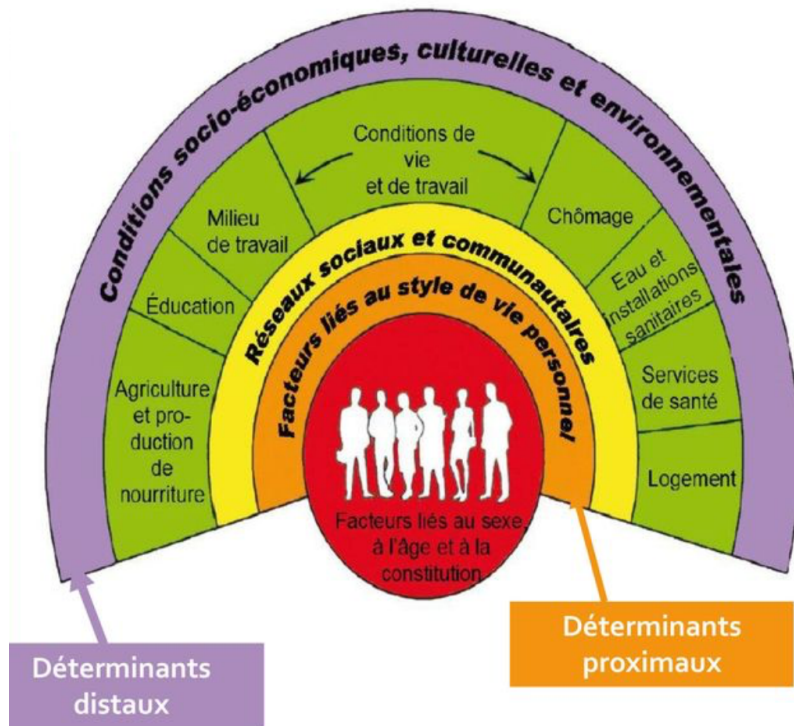 Conditions socio-économiques, culturelles et environnementales
Conditions de
vie
et de travail
Milieu
de travail
Chômage
Éducation
Eau et
installations
sanitaires
Agriculture
et pro-
duction
de
nourriture
Services
de santé
Logement
Réseaux sociaux et communautaires
Facteurs liés au style de vie personnel
Facteurs liés au sexe,
à l'âge et à la
constitution
Déterminants
distaux
Déterminants
proximaux